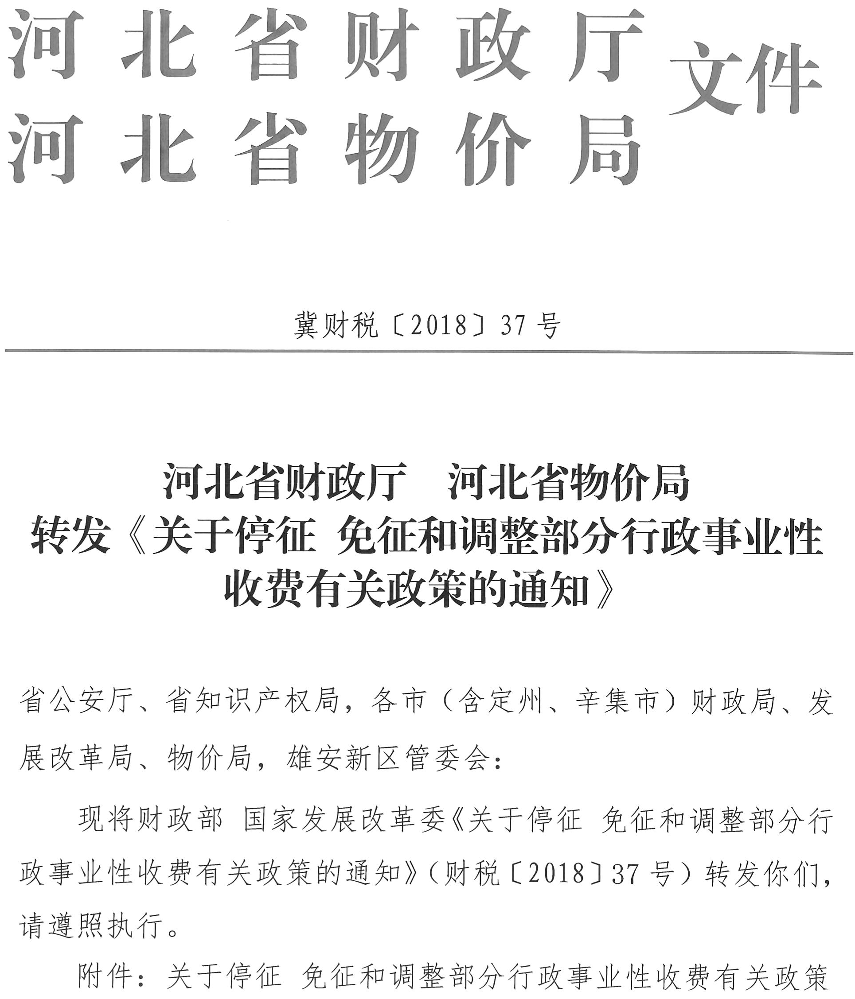 河北省财政厅
文件
河北省物价局
冀财税〔2018〕37 号
河北省财政厅 河北省物价局
转发《关于停征 免征和调整部分行政事业性
收费有关政策的通知》
省公安厅、省知识产权局，各市（含定州、辛集市）财政局、发
展改革局、物价局，雄安新区管委会：
现将财政部 国家发展改革委《关于停征 免征和调整部分行
政事业性收费有关政策的通知》（财税〔2018〕37 号）转发你们，
请遵照执行。
附件：关于停征 免征和调整部分行政事业性收费有关政策